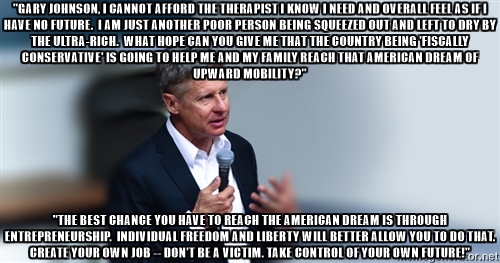 "GARY JOHNSON, I CANNOT AFFORD THE THERAPIST I KNOW I NEED AND OVERALL FEEL AS IF I
HAVE NO FUTURE.  I AM JUST ANOTHER POOR PERSON BEING SQUEEZED OUT AND LEFT TO DRY BY
THE ULTRA-RICH.  WHAT HOPE CAN YOU GIVE ME THAT THE COUNTRY BEING 'FISCALLY
CONSERVATIVE' IS GOING TO HELP ME AND MY FAMILY REACH THAT AMERICAN DREAM OF
UPWARD MOBILITY?"
"THE BEST CHANCE YOU HAVE TO REACH THE AMERICAN DREAM IS THROUGH
ENTREPRENEURSHIP.  INDIVIDUAL FREEDOM AND LIBERTY WILL BETTER ALLOW YOU TO DO THAT.
CREATE YOUR OWN JOB -- DON'T BE A VICTIM. TAKE CONTROL OF YOUR OWN FUTURE!"